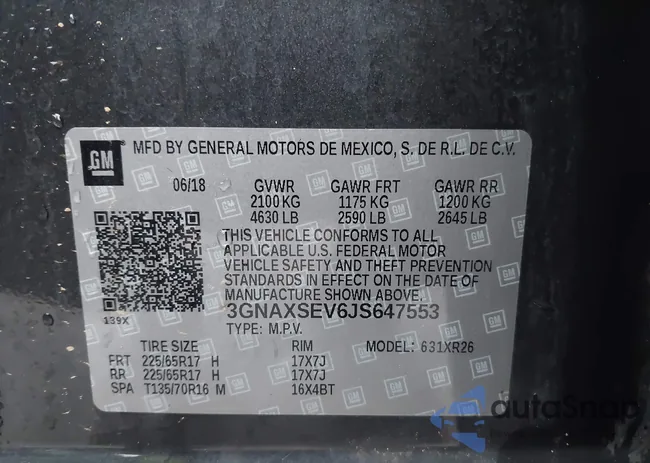 GM MFD BY GENERAL MOTORS DE MEXICO, S. DE R.L. DE C.V.
06/18 GVWR GAWR FRT GAWR RR
2100 KG 1175 KG 1200 KG
4630 LB 2590 LB 2645 LB
THIS VEHICLE CONFORMS TO ALL
APPLICABLE U.S. FEDERAL MOTOR
VEHICLE SAFETY AND THEFT PREVENTION
STANDARDS IN EFFECT ON THE DATE OF
MANUFACTURE SHOWN ABOVE.
139X 3GNAXSEV6JS647553
TYPE: M.P.V.
TIRE SIZE RIM MODEL: 631XR26
FRT 225/65R17 H 17X7J
RR 225/65R17 H 17X7J
SPA T135/70R16 M 16X4BT
autoSnap